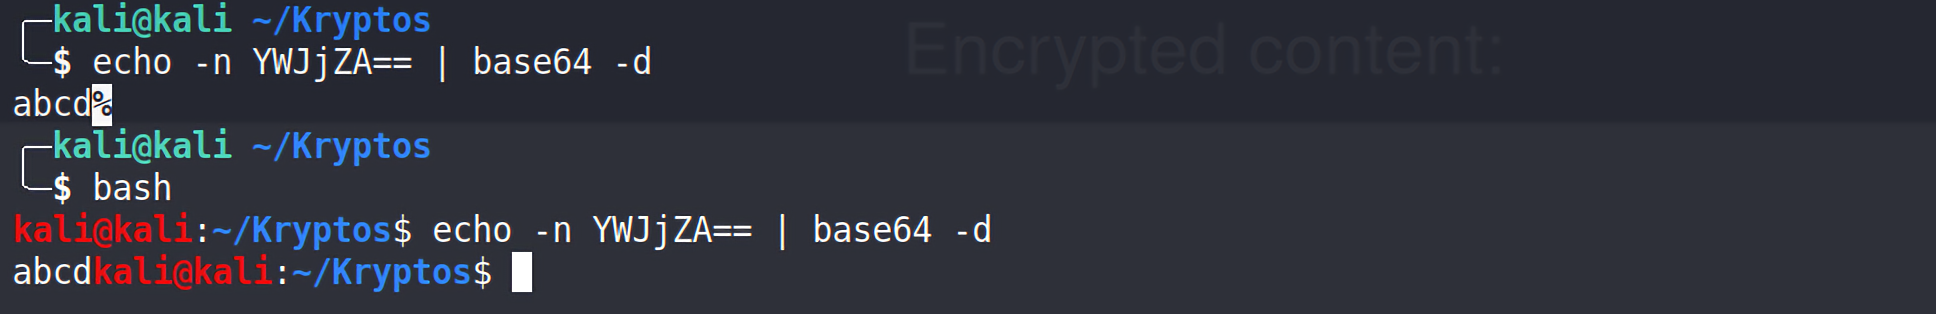 kali@kali ~/Kryptos
Encrypted content:
$ echo -n YWJjZA== | base64 -d
abcd%
kali@kali ~/Kryptos
$ bash
kali@kali:~/Kryptos$ echo -n YWJjZA== | base64 -d
abcdkali@kali:~/Kryptos$